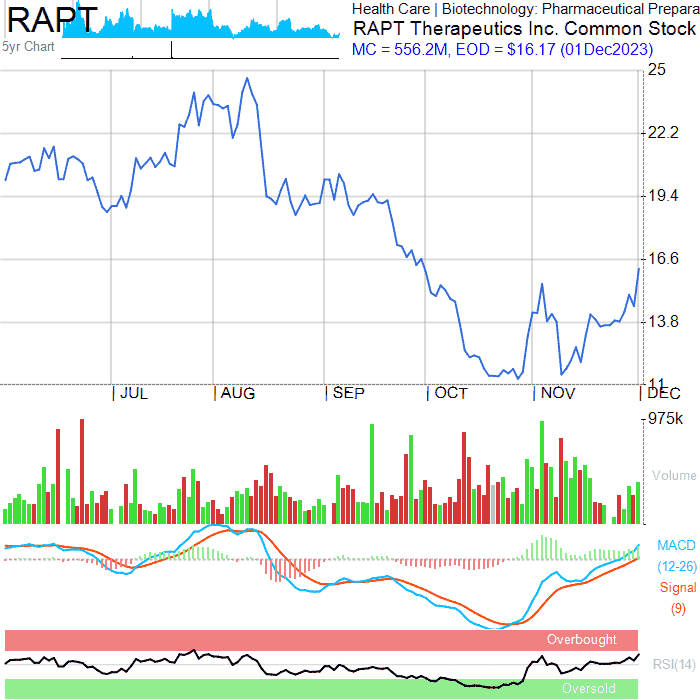 RAPT
5yr Chart
Health Care | Biotechnology: Pharmaceutical Prepara
RAPT Therapeutics Inc. Common Stock
MC = 556.2M, EOD = $16.17 (01Dec2023)
25
22.2
19.4
16.6
13.8
11
JUL AUG SEP OCT NOV DEC
975k
Volume
MACD
(12-26)
Signal
(9)
Overbought
RSI(14)
Oversold